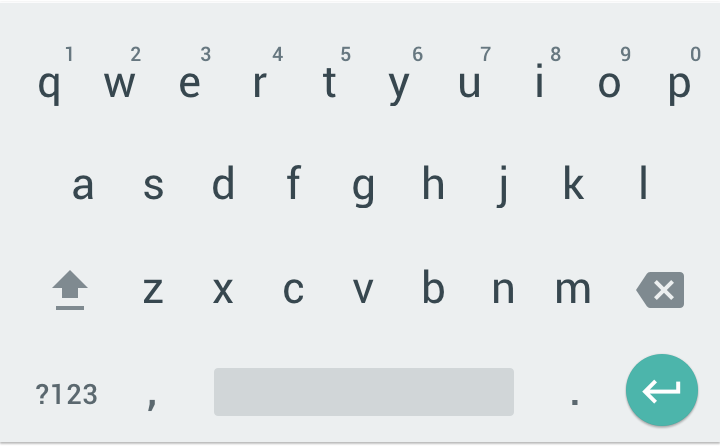 1 2 3 4 5 6 7 8 9 0
q w e r t y u i o p
a s d f g h j k l
z x c v b n m
?123 , .